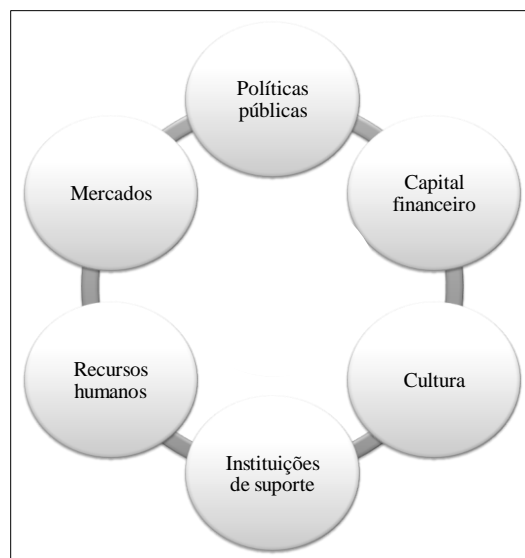 Políticas
públicas
Capital
financeiro
Cultura
Instituições
de suporte
Recursos
humanos
Mercados